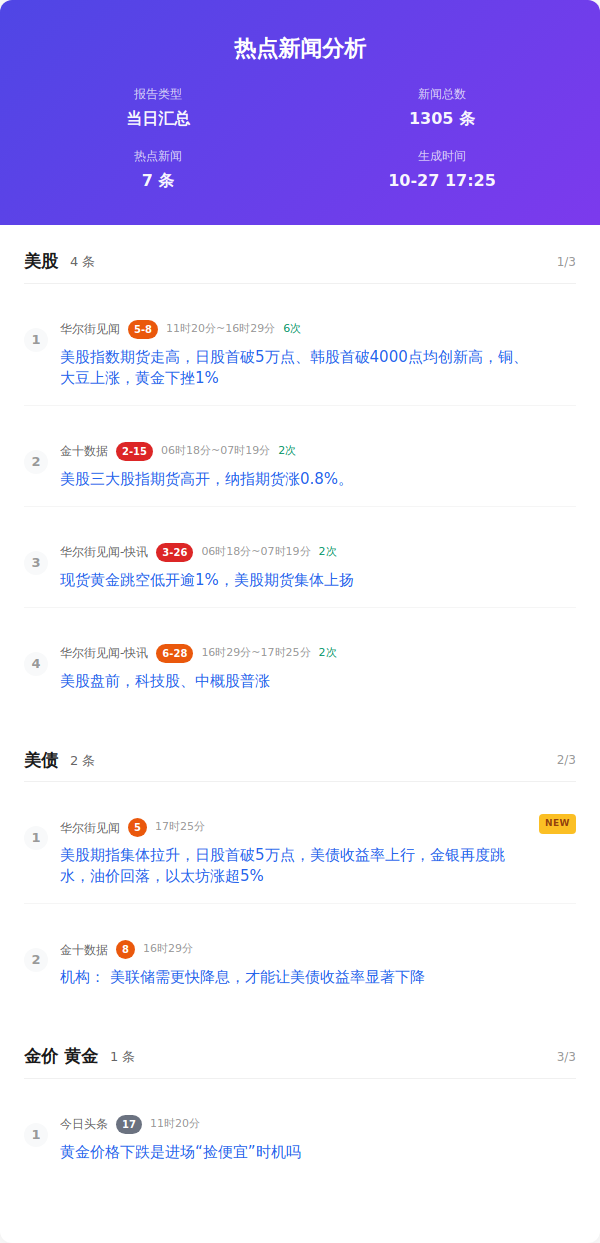 热点新闻分析
报告类型
当日汇总
新闻总数
1305 条
热点新闻
7 条
生成时间
10-27 17:25
美股 4 条 1/3
1
华尔街见闻 5-8 11时20分~16时29分 6次
美股指数期货走高，日股首破5万点、韩股首破4000点均创新高，铜、
大豆上涨，黄金下挫1%
2
金十数据 2-15 06时18分~07时19分 2次
美股三大股指期货高开，纳指期货涨0.8%。
3
华尔街见闻-快讯 3-26 06时18分~07时19分 2次
现货黄金跳空低开逾1%，美股期货集体上扬
4
华尔街见闻-快讯 6-28 16时29分~17时25分 2次
美股盘前，科技股、中概股普涨
美债 2 条 2/3
1
华尔街见闻 5 17时25分 NEW
美股期指集体拉升，日股首破5万点，美债收益率上行，金银再度跳
水，油价回落，以太坊涨超5%
2
金十数据 8 16时29分
机构： 美联储需更快降息，才能让美债收益率显著下降
金价 黄金 1 条 3/3
1
今日头条 17 11时20分
黄金价格下跌是进场“捡便宜”时机吗